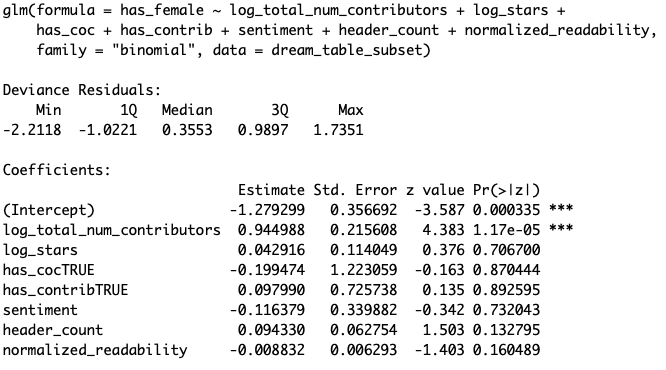 glm(formula = has_female ~ log_total_num_contributors + log_stars +
    has_coc + has_contrib + sentiment + header_count + normalized_readability,
    family = "binomial", data = dream_table_subset)

Deviance Residuals:
    Min      1Q  Median      3Q     Max
-2.2118 -1.0221  0.3553  0.9897  1.7351

Coefficients:
                            Estimate Std. Error z value Pr(>|z|)
(Intercept)                -1.279299   0.356692  -3.587 0.000335 ***
log_total_num_contributors  0.944988   0.215608   4.383 1.17e-05 ***
log_stars                   0.042916   0.114049   0.376 0.706700
has_cocTRUE                -0.199474   1.223059  -0.163 0.870444
has_contribTRUE             0.097990   0.725738   0.135 0.892595
sentiment                  -0.116379   0.339882  -0.342 0.732043
header_count                0.094330   0.062754   1.503 0.132795
normalized_readability     -0.008832   0.006293  -1.403 0.160489